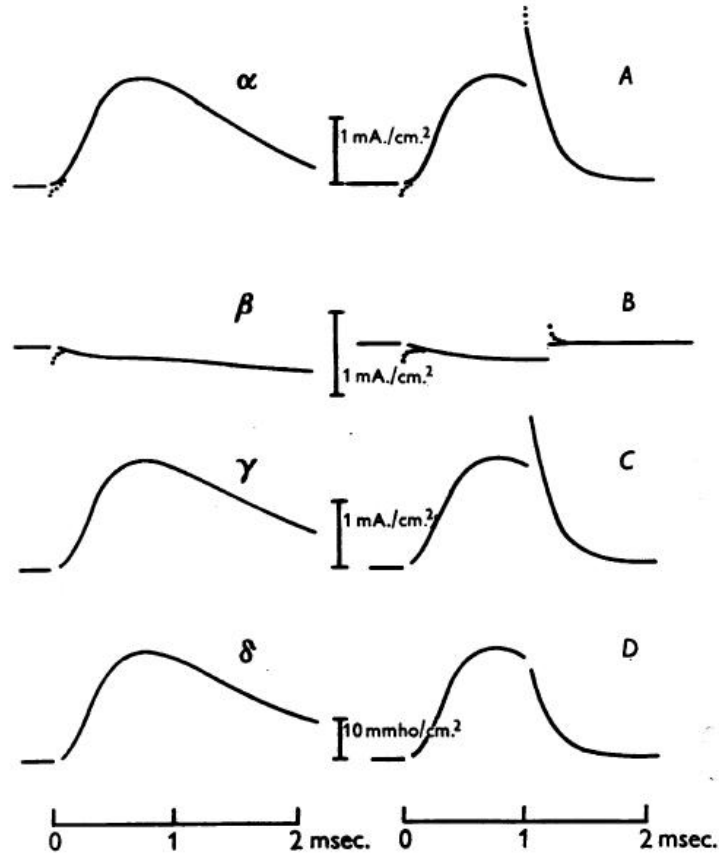 α A
1 mA./cm.²
β B
1 mA./cm.²
γ C
1 mA./cm.²
δ D
10 mmho/cm.²
0 1 2 msec. 0 1 2 msec.